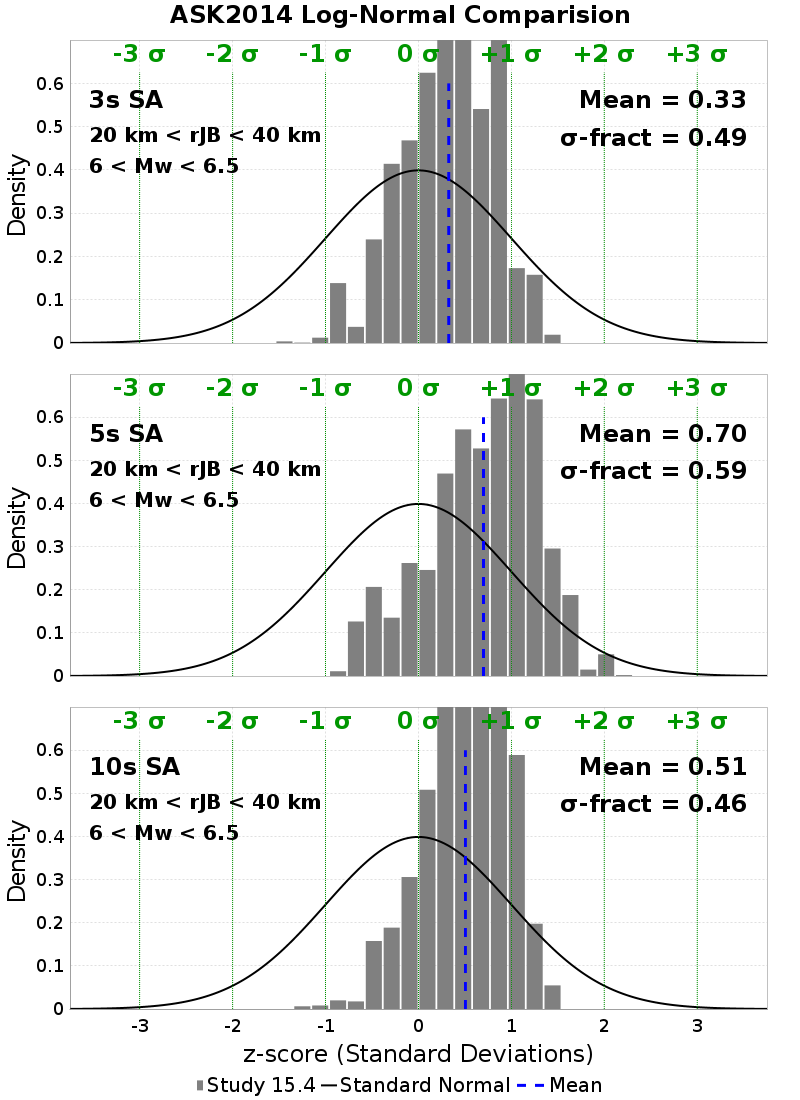 ASK2014 Log-Normal Comparision
-3 σ -2 σ -1 σ 0 σ +1 σ +2 σ +3 σ
0.6
3s SA Mean = 0.33
0.5
20 km < rJB < 40 km σ-fract = 0.49
0.4
6 < Mw < 6.5
0.3
0.2
0.1
0
Density
-3 σ -2 σ -1 σ 0 σ +1 σ +2 σ +3 σ
0.6
5s SA Mean = 0.70
0.5
20 km < rJB < 40 km σ-fract = 0.59
0.4
6 < Mw < 6.5
0.3
0.2
0.1
0
Density
-3 σ -2 σ -1 σ 0 σ +1 σ +2 σ +3 σ
0.6
10s SA Mean = 0.51
0.5
20 km < rJB < 40 km σ-fract = 0.46
0.4
6 < Mw < 6.5
0.3
0.2
0.1
0
Density
-3 -2 -1 0 1 2 3
z-score (Standard Deviations)
Study 15.4 Standard Normal Mean